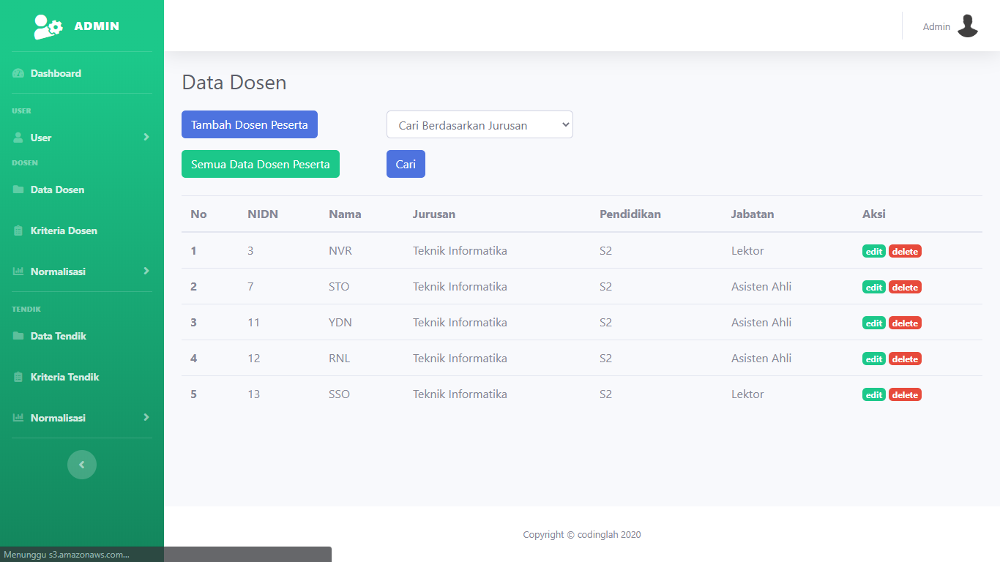 ADMIN
Admin
Dashboard
USER
User
DOSEN
Data Dosen
Kriteria Dosen
Normalisasi
TENDIK
Data Tendik
Kriteria Tendik
Normalisasi
Data Dosen
Tambah Dosen Peserta
Cari Berdasarkan Jurusan
Semua Data Dosen Peserta
Cari
No NIDN Nama Jurusan Pendidikan Jabatan Aksi
1 3 NVR Teknik Informatika S2 Lektor edit delete
2 7 STO Teknik Informatika S2 Asisten Ahli edit delete
3 11 YDN Teknik Informatika S2 Asisten Ahli edit delete
4 12 RNL Teknik Informatika S2 Asisten Ahli edit delete
5 13 SSO Teknik Informatika S2 Lektor edit delete
Copyright © codinglah 2020
Menunggu s3.amazonaws.com...